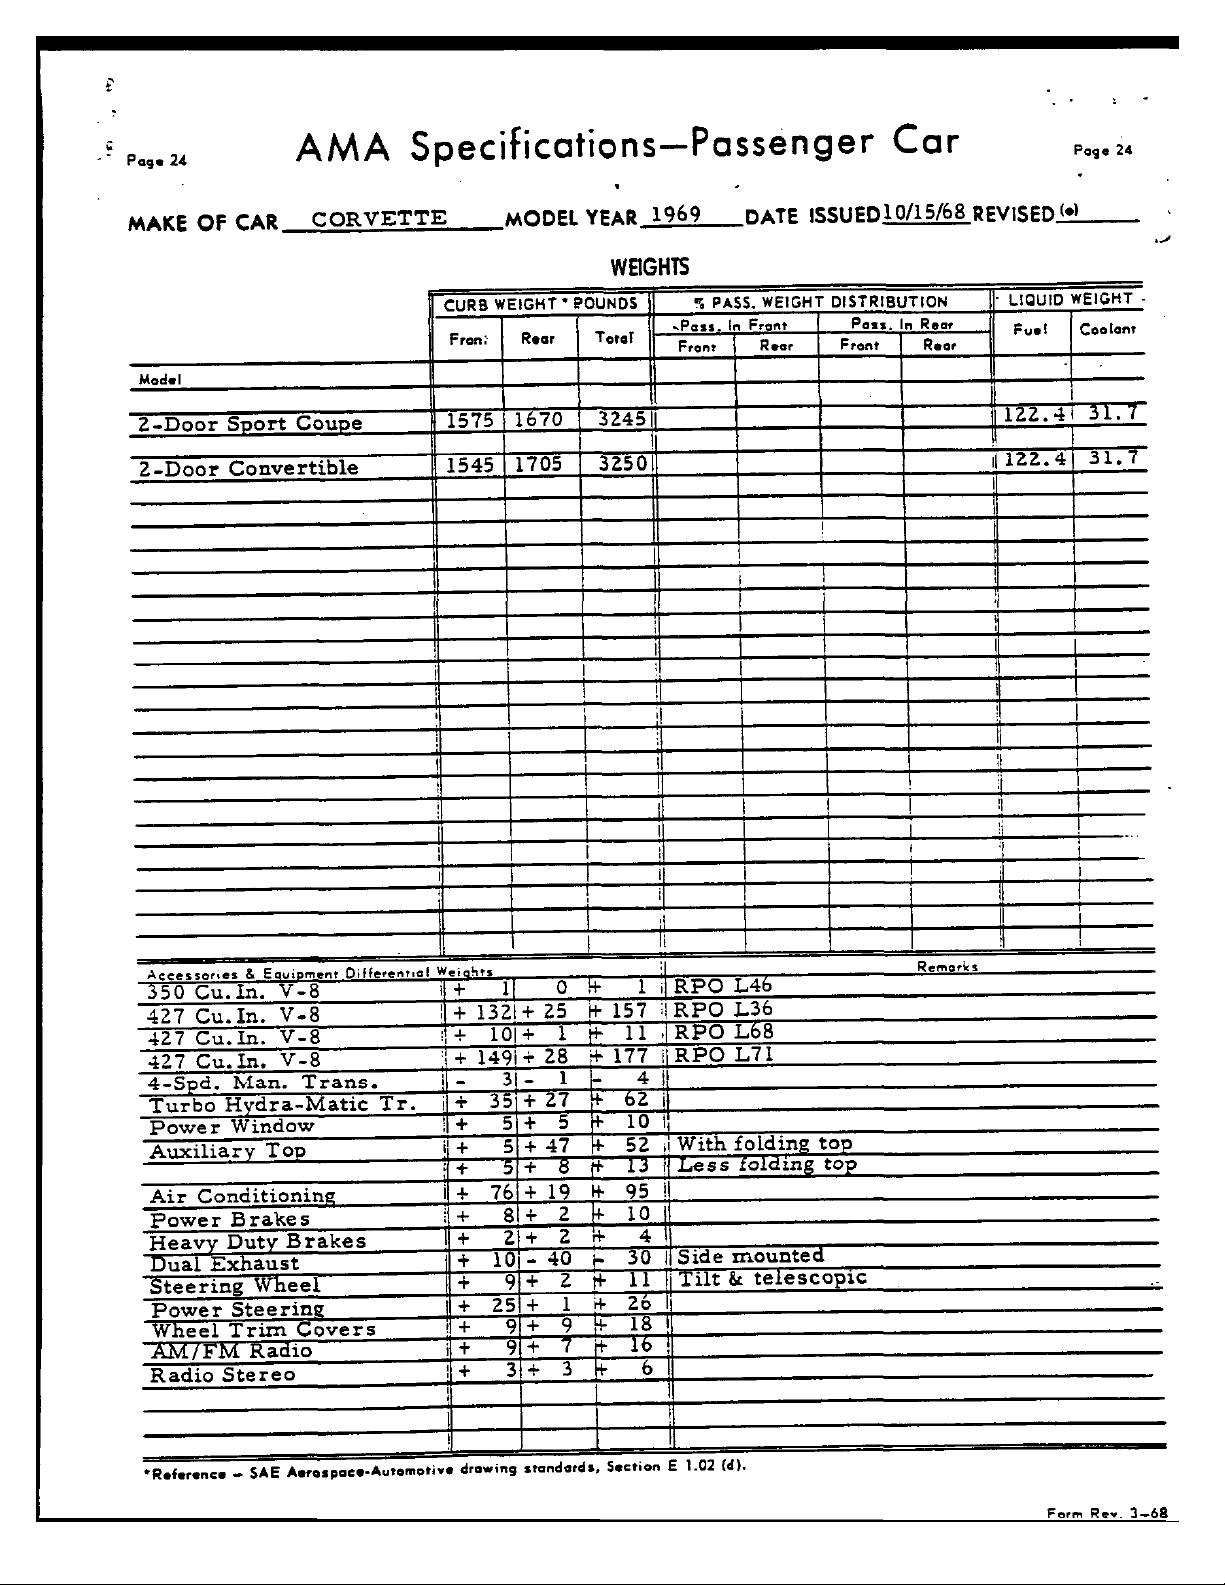 AMA Specifications—Passenger Car
Page 24 Page 24
MAKE OF CAR CORVETTE MODEL YEAR 1969 DATE ISSUED 10/15/68 REVISED (•)
WEIGHTS
CURB WEIGHT * POUNDS % PASS. WEIGHT DISTRIBUTION LIQUID WEIGHT
Pass. In Front Pass. In Rear
Front Rear Total Front Rear Front Rear Fuel Coolant
Model
2-Door Sport Coupe 1575 1670 3245 122.4 31.7
2-Door Convertible 1545 1705 3250 122.4 31.7
Accessories & Equipment Differential Weights Remarks
350 Cu.In. V-8 + 1 0 + 1 RPO L46
427 Cu.In. V-8 + 132 + 25 + 157 RPO L36
427 Cu.In. V-8 + 10 + 1 + 11 RPO L68
427 Cu.In. V-8 + 149 + 28 + 177 RPO L71
4-Spd. Man. Trans. - 3 - 1 - 4
Turbo Hydra-Matic Tr. + 35 + 27 + 62
Power Window + 5 + 5 + 10
Auxiliary Top + 5 + 47 + 52 With folding top
+ 5 + 8 + 13 Less folding top
Air Conditioning + 76 + 19 + 95
Power Brakes + 8 + 2 + 10
Heavy Duty Brakes + 2 + 2 + 4
Dual Exhaust + 10 - 40 - 30 Side mounted
Steering Wheel + 9 + 2 + 11 Tilt & telescopic
Power Steering + 25 + 1 + 26
Wheel Trim Covers + 9 + 9 + 18
AM/FM Radio + 9 + 7 + 16
Radio Stereo + 3 + 3 + 6
*Reference — SAE Aerospace-Automotive drawing standards, Section E 1.02 (d).
Form Rev. 3-68